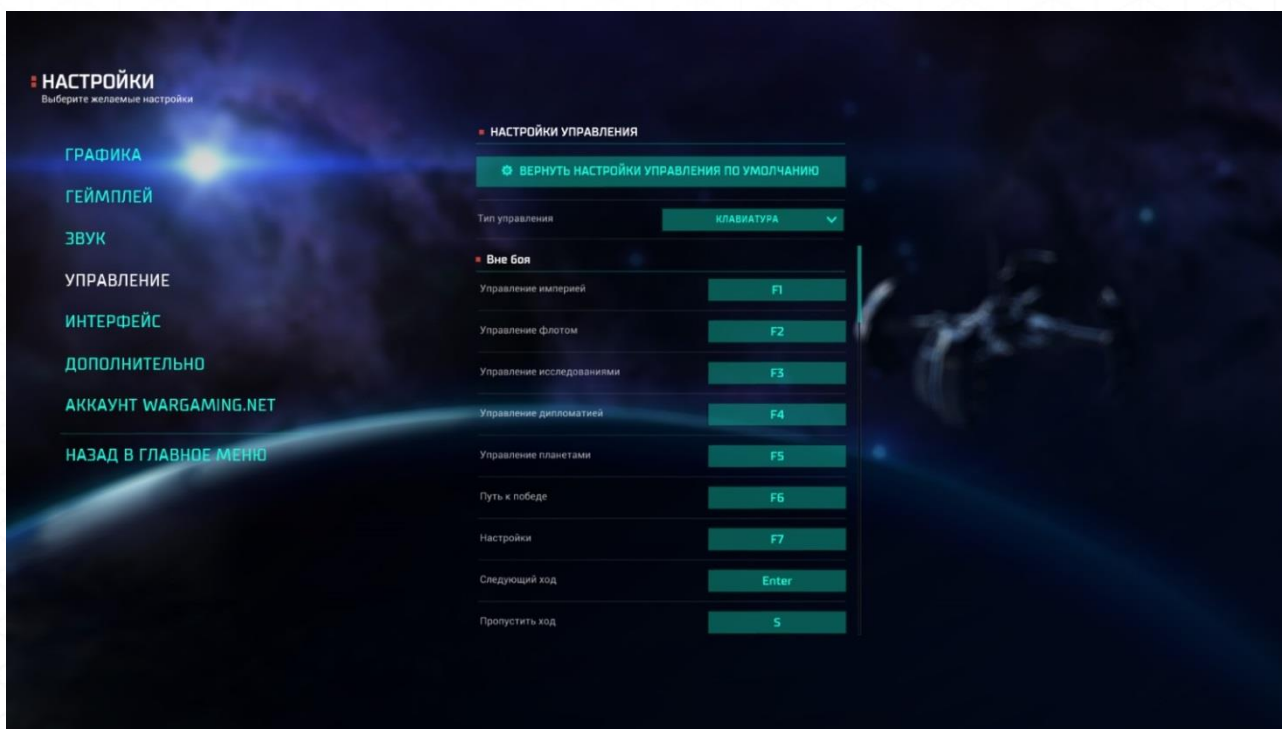 НАСТРОЙКИ
Выберите желаемые настройки
ГРАФИКА
ГЕЙМПЛЕЙ
ЗВУК
УПРАВЛЕНИЕ
ИНТЕРФЕЙС
ДОПОЛНИТЕЛЬНО
АККАУНТ WARGAMING.NET
НАЗАД В ГЛАВНОЕ МЕНЮ
НАСТРОЙКИ УПРАВЛЕНИЯ
ВЕРНУТЬ НАСТРОЙКИ УПРАВЛЕНИЯ ПО УМОЛЧАНИЮ
Тип управления КЛАВИАТУРА
Вне боя
Управление империей F1
Управление флотом F2
Управление исследованиями F3
Управление дипломатией F4
Управление планетами F5
Путь к победе F6
Настройки F7
Следующий ход Enter
Пропустить ход S